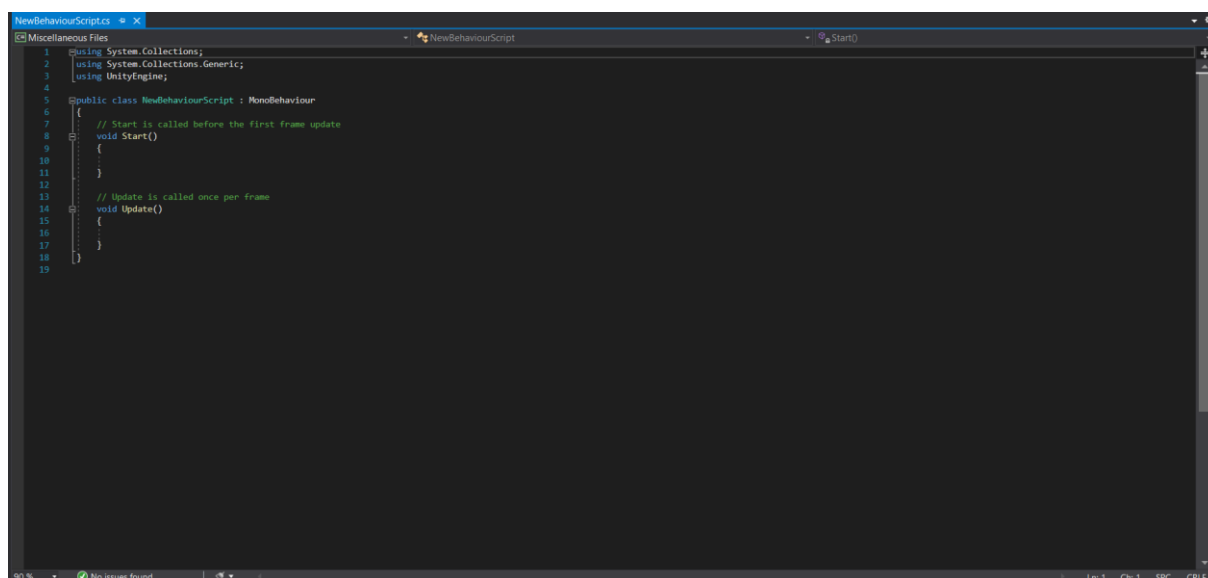 NewBehaviourScript.cs
Miscellaneous Files NewBehaviourScript Start()
1 using System.Collections;
2 using System.Collections.Generic;
3 using UnityEngine;
4
5 public class NewBehaviourScript : MonoBehaviour
6 {
7 // Start is called before the first frame update
8 void Start()
9 {
10
11 }
12
13 // Update is called once per frame
14 void Update()
15 {
16
17 }
18 }
19
90 % No issues found Ln: 1 Ch: 1 SPC CRLF